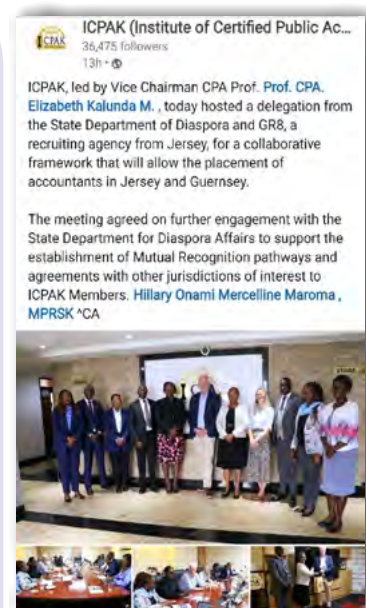 ICPAK
ICPAK (Institute of Certified Public Ac...
36,475 followers
13h •
ICPAK, led by Vice Chairman CPA Prof. Prof. CPA.
Elizabeth Kalunda M. , today hosted a delegation from
the State Department of Diaspora and GR8, a
recruiting agency from Jersey, for a collaborative
framework that will allow the placement of
accountants in Jersey and Guernsey.
The meeting agreed on further engagement with the
State Department for Diaspora Affairs to support the
establishment of Mutual Recognition pathways and
agreements with other jurisdictions of interest to
ICPAK Members. Hillary Onami Mercelline Maroma ,
MPRSK ^CA